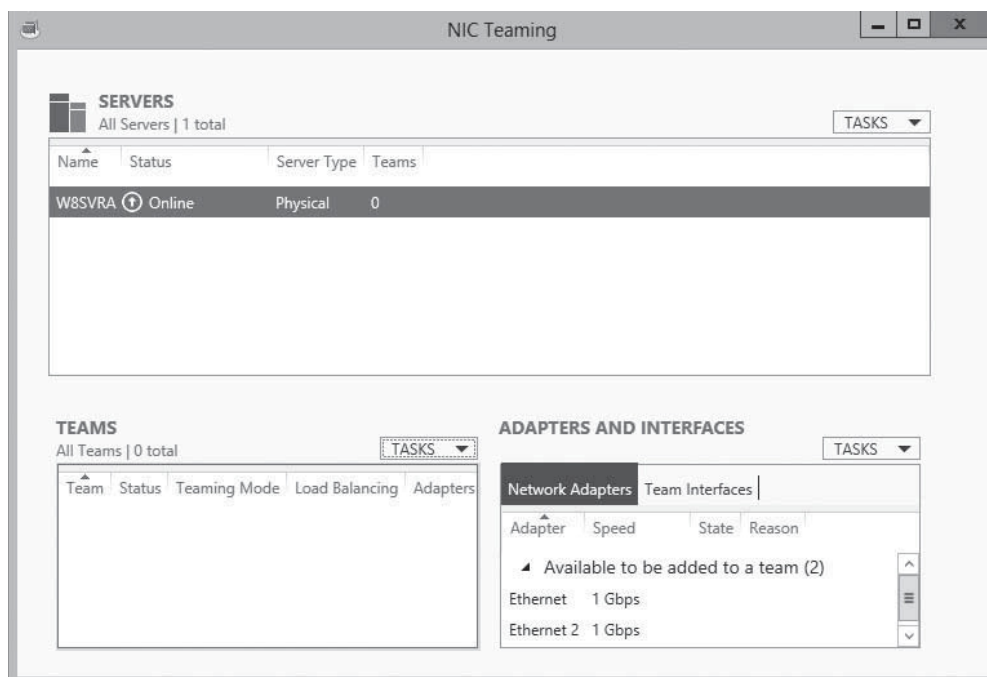 NIC Teaming
SERVERS
All Servers | 1 total
TASKS
Name Status Server Type Teams
W8SVRA Online Physical 0
TEAMS
All Teams | 0 total
TASKS
Team Status Teaming Mode Load Balancing Adapters
ADAPTERS AND INTERFACES
TASKS
Network Adapters Team Interfaces
Adapter Speed State Reason
Available to be added to a team (2)
Ethernet 1 Gbps
Ethernet 2 1 Gbps